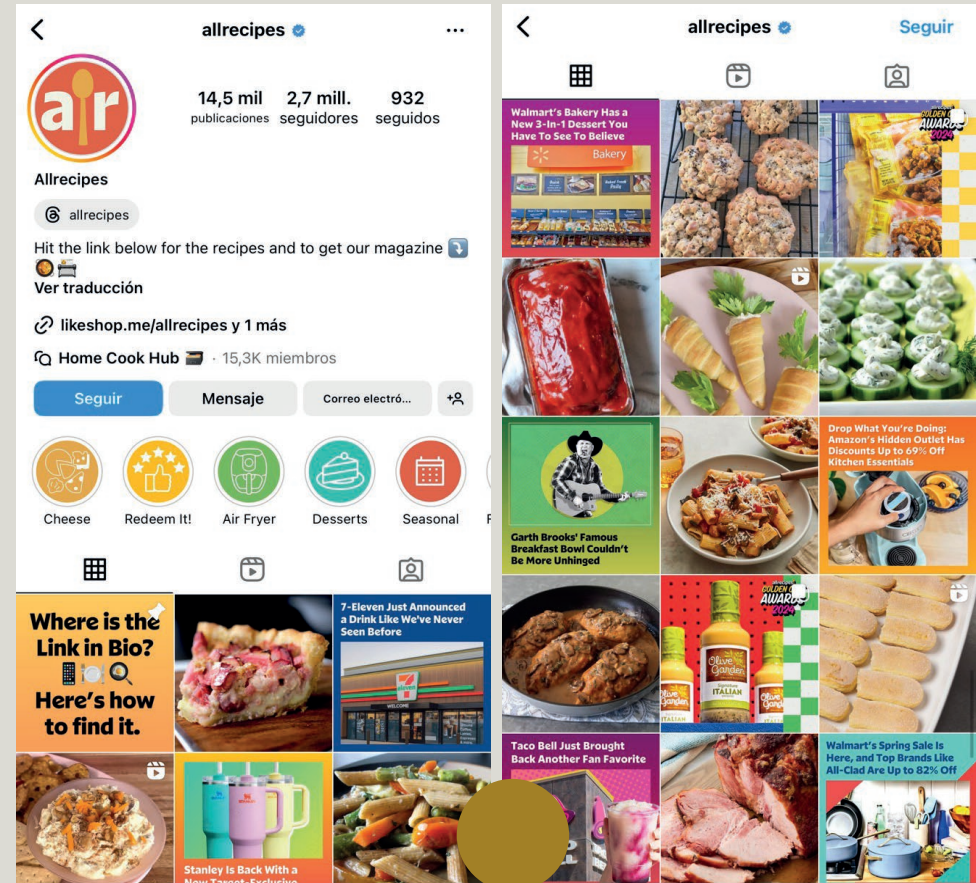 allrecipes
air
14,5 mil
publicaciones
2,7 mill.
seguidores
932
seguidos
Allrecipes
allrecipes
Hit the link below for the recipes and to get our magazine
Ver traducción
likeshop.me/allrecipes y 1 más
Home Cook Hub · 15,3K miembros
Seguir
Mensaje
Correo electró...
Cheese
Redeem It!
Air Fryer
Desserts
Seasonal
Where is the
Link in Bio?
Here's how
to find it.
7-Eleven Just Announced
a Drink Like We've Never
Seen Before
ELEVEN
WELCOME
Stanley Is Back With a
New Target-Exclusive
allrecipes
Seguir
Walmart's Bakery Has a
New 3-In-1 Dessert You
Have To See To Believe
Bakery
GOLDEN
AWARDS
2024
Garth Brooks' Famous
Breakfast Bowl Couldn't
Be More Unhinged
Drop What You're Doing:
Amazon's Hidden Outlet Has
Discounts Up to 69% Off
Kitchen Essentials
GOLDEN
AWARDS
2024
Olive
Garden
ITALIAN
Taco Bell Just Brought
Back Another Fan Favorite
Walmart's Spring Sale Is
Here, and Top Brands Like
All-Clad Are Up to 82% Off